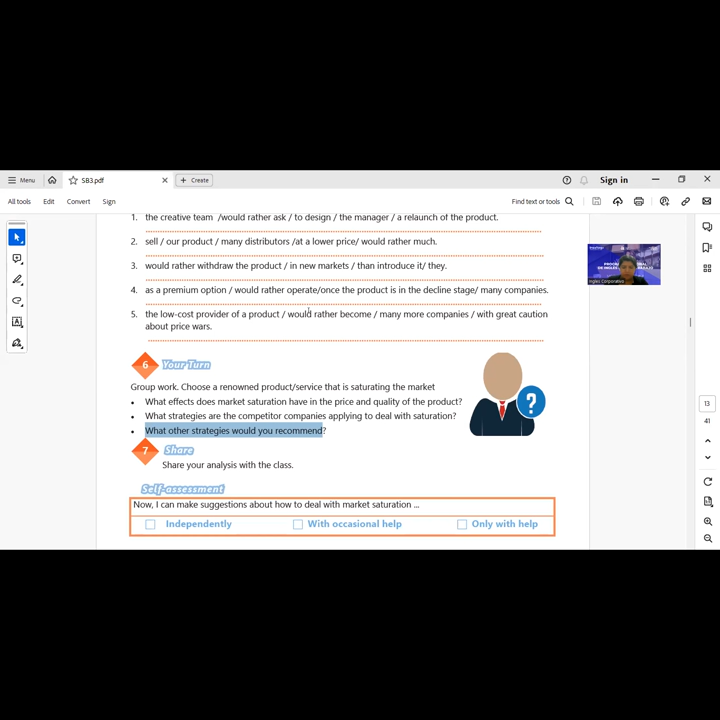 Menu
SB3.pdf
Create
Sign in
All tools
Edit
Convert
Sign
Find text or tools
1. the creative team /would rather ask / to design / the manager / a relaunch of the product.
2. sell / our product / many distributors /at a lower price/ would rather much.
3. would rather withdraw the product / in new markets / than introduce it/ they.
4. as a premium option / would rather operate/once the product is in the decline stage/ many companies.
5. the low-cost provider of a product / would rather become / many more companies / with great caution
about price wars.
6 Your Turn
Group work. Choose a renowned product/service that is saturating the market
• What effects does market saturation have in the price and quality of the product?
• What strategies are the competitor companies applying to deal with saturation?
• What other strategies would you recommend?
?
7 Share
Share your analysis with the class.
Self-assessment
Now, I can make suggestions about how to deal with market saturation ...
Independently
With occasional help
Only with help
Ingles Corporativo
13
41